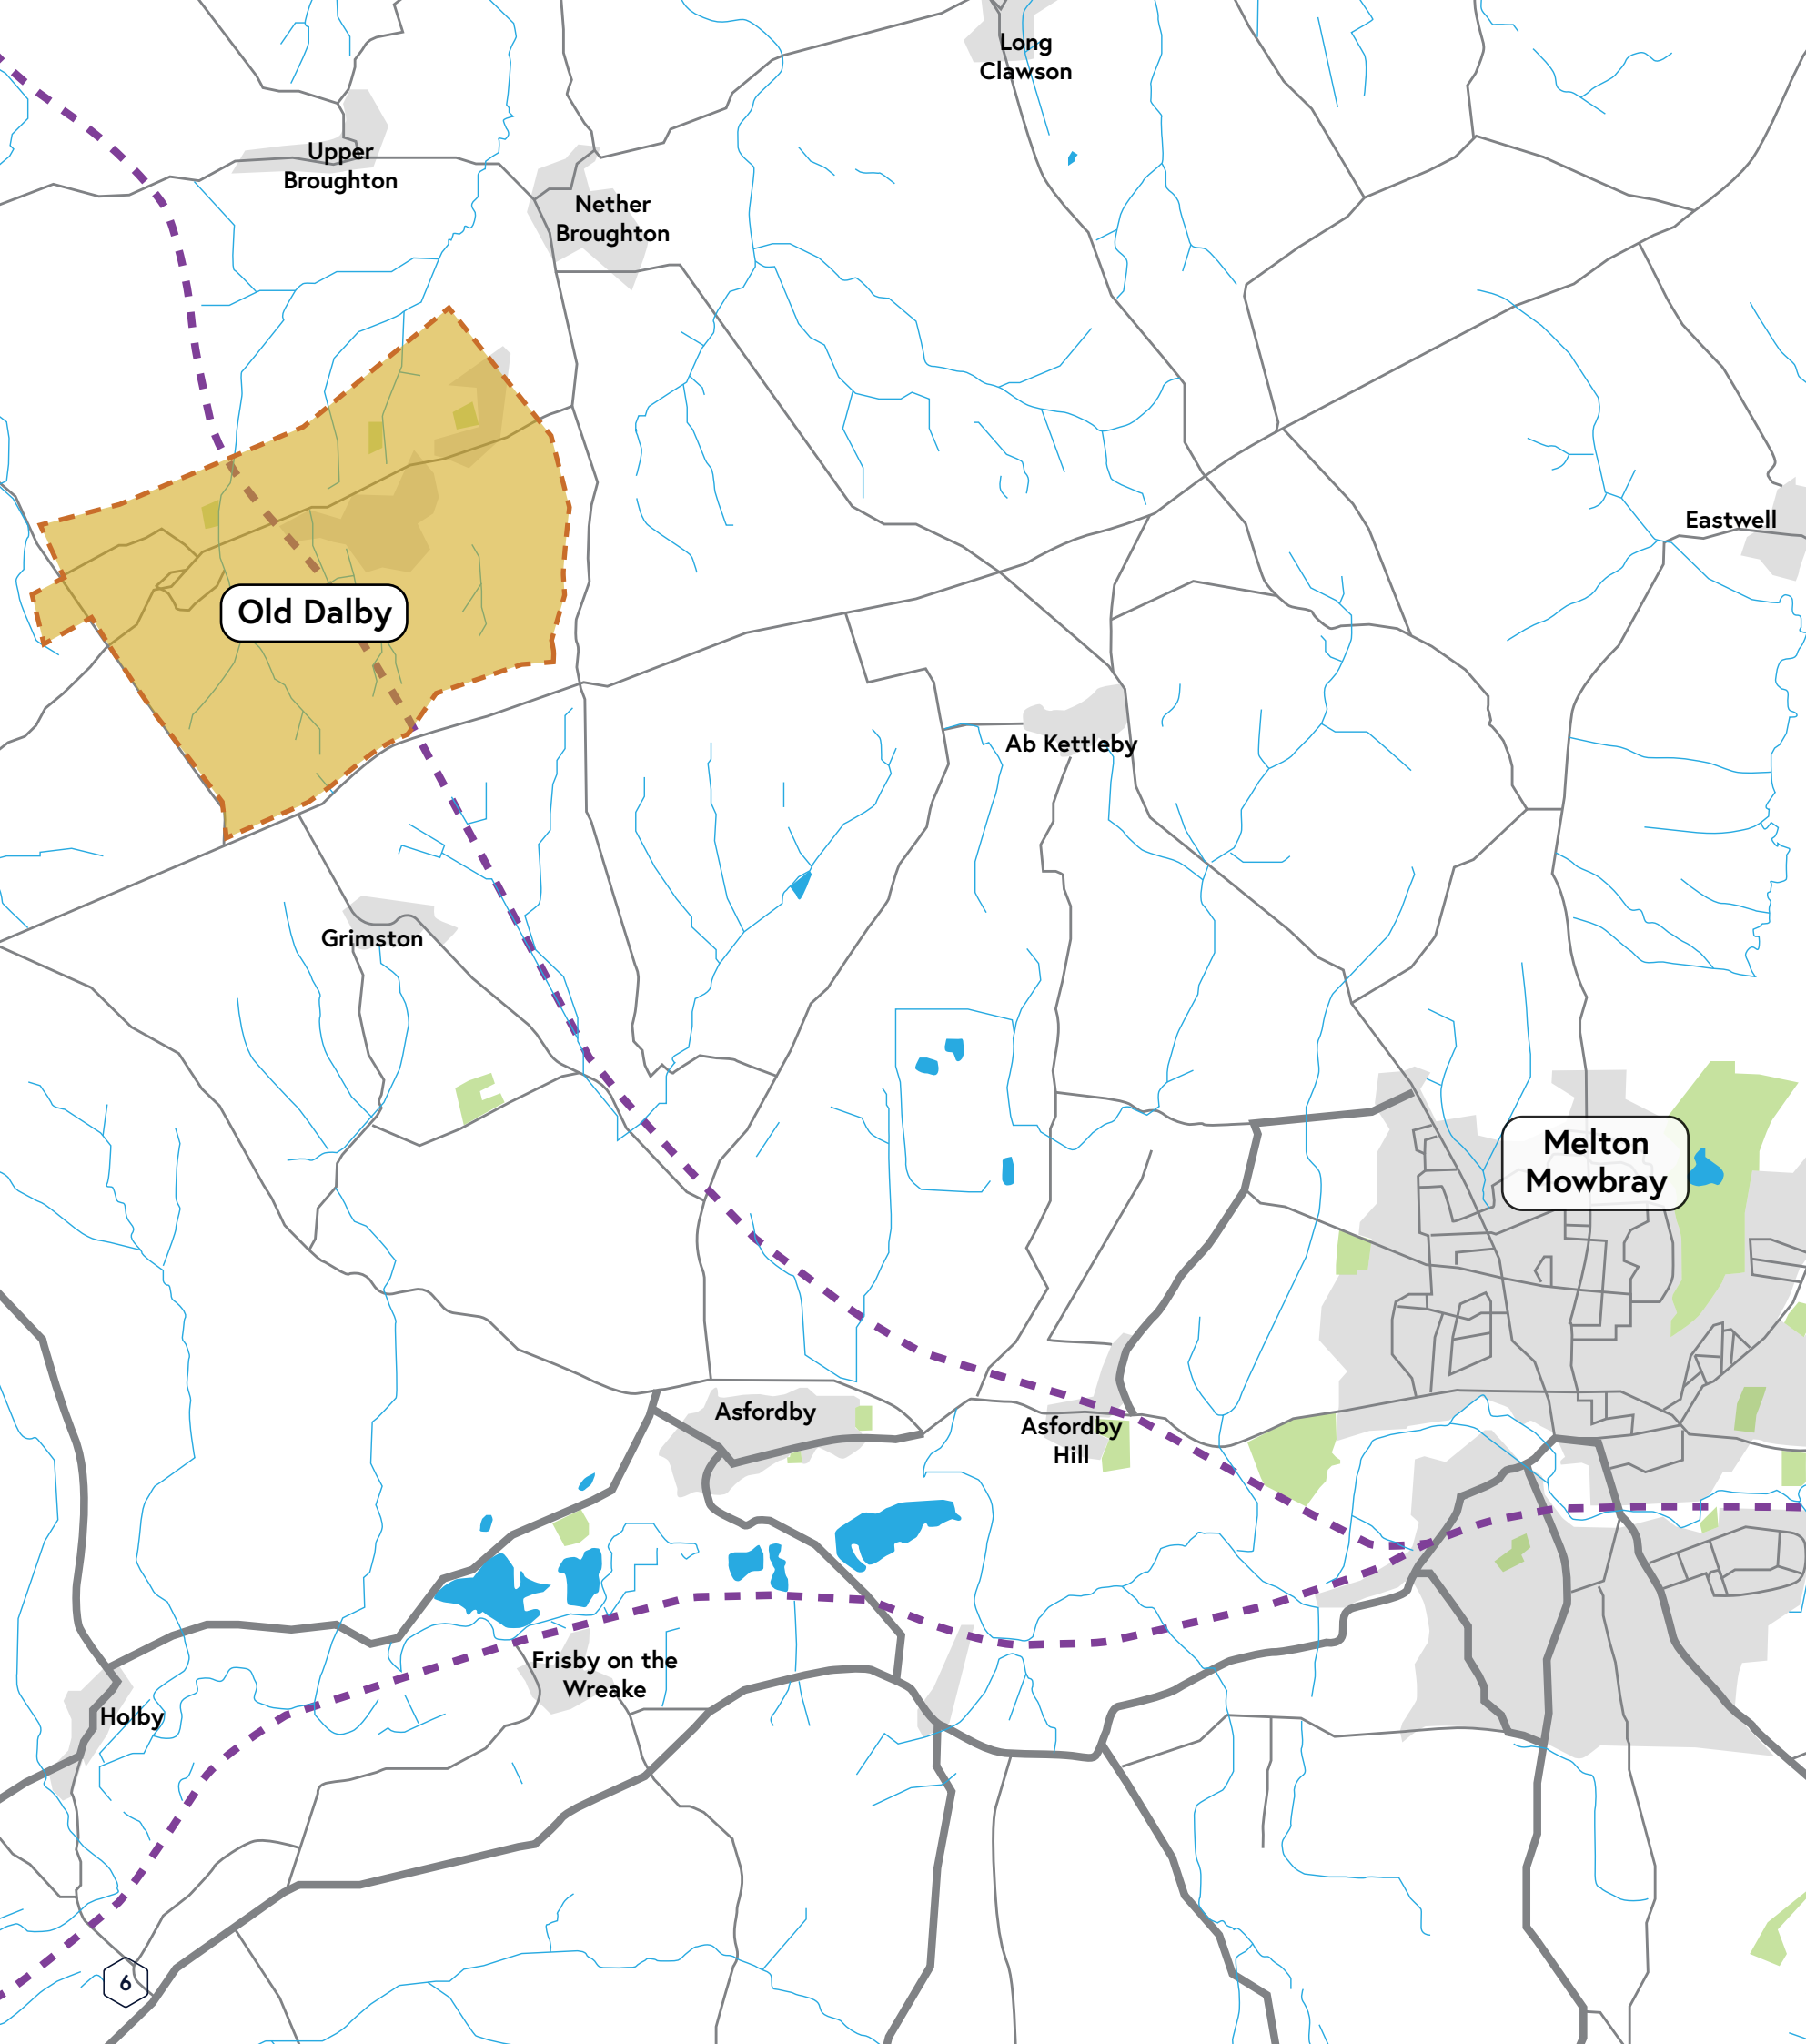 Long
Clawson
Upper
Broughton
Nether
Broughton
Eastwell
Old Dalby
Ab Kettleby
Grimston
Melton
Mowbray
Asfordby
Asfordby
Hill
Frisby on the
Wreake
Holby
6